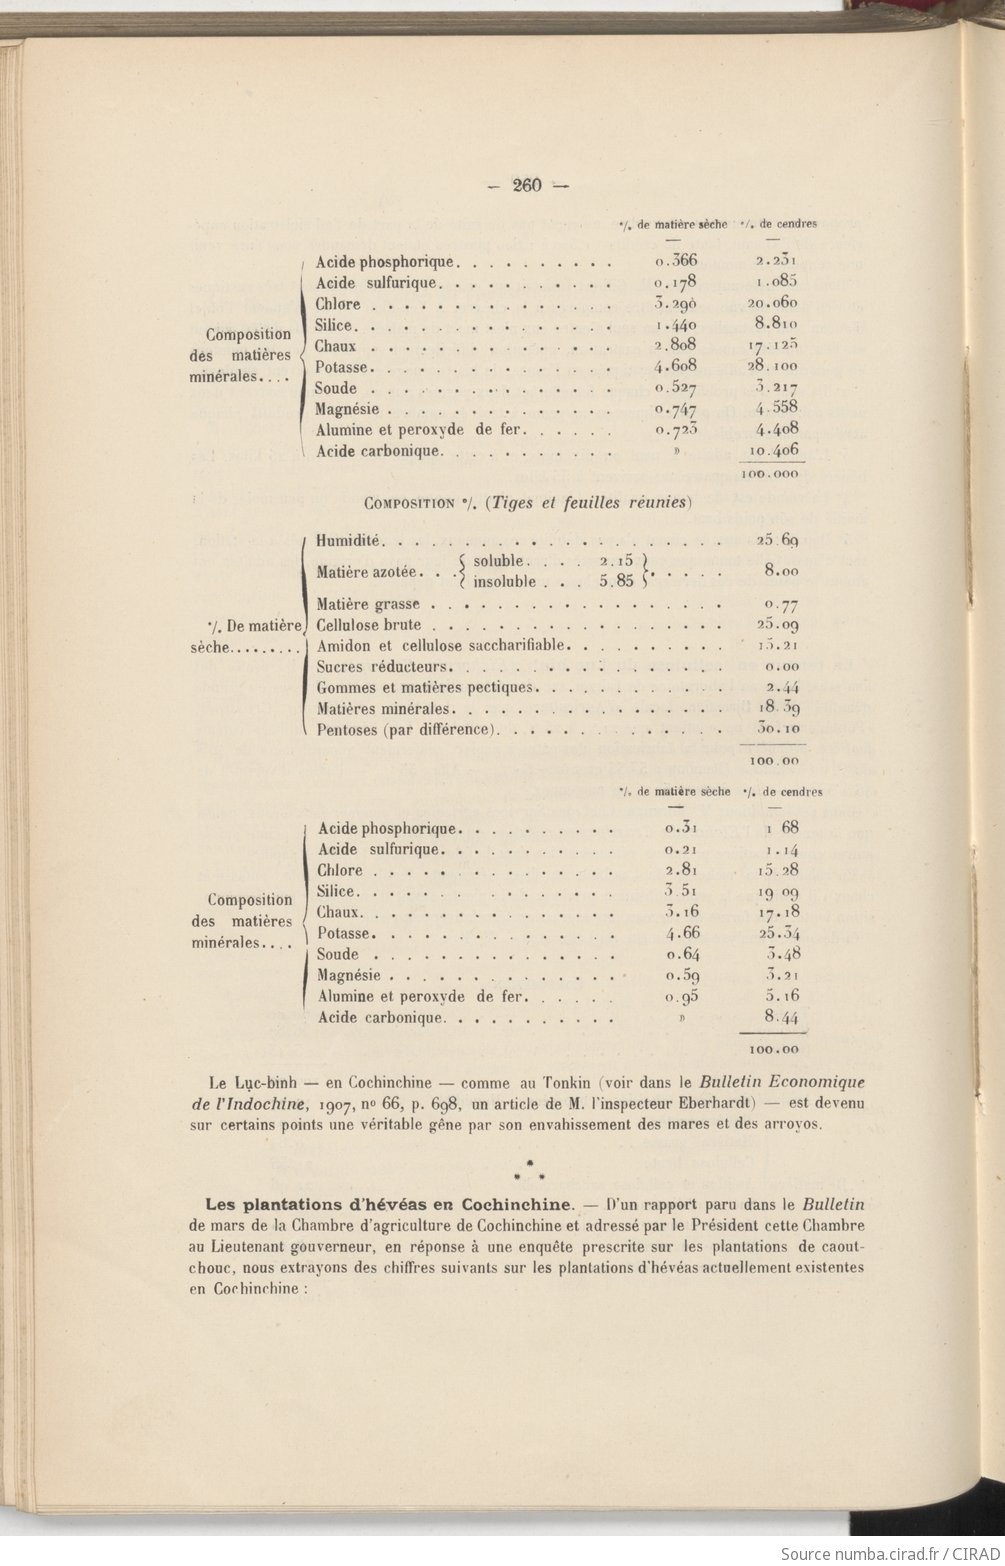 — 260 —
°/. de matière sèche °/. de cendres
Acide phosphorique. . . . . . . . . . 0.366 2.231
Acide sulfurique. . . . . . . . . . . 0.178 1.085
Chlore . . . . . . . . . . . . . . . 3.290 20.060
Silice. . . . . . . . . . . . . . . . 1.440 8.810
Composition
des matières
minérales....
Chaux . . . . . . . . . . . . . . . 2.808 17.125
Potasse. . . . . . . . . . . . . . . 4.608 28.100
Soude . . . . . . . . . . . . . . . 0.527 3.217
Magnésie . . . . . . . . . . . . . . 0.747 4.558
Alumine et peroxyde de fer. . . . . . 0.723 4.408
Acide carbonique. . . . . . . . . . . » 10.406
100.000
COMPOSITION °/. (Tiges et feuilles réunies)
Humidité. . . . . . . . . . . . . . . . . . . . . . 25.69
Matière azotée. . . { soluble. . . . 2.15
insoluble . . . 5.85 } . . . . . 8.00
Matière grasse . . . . . . . . . . . . . . . . . . . 0.77
°/. De matière
sèche.........
Cellulose brute . . . . . . . . . . . . . . . . . . . 25.09
Amidon et cellulose saccharifiable. . . . . . . . . . 15.21
Sucres réducteurs. . . . . . . . . . . . . . . . . . 0.00
Gommes et matières pectiques. . . . . . . . . . . . 2.44
Matières minérales. . . . . . . . . . . . . . . . . . 18.39
Pentoses (par différence). . . . . . . . . . . . . . . 30.10
100.00
°/. de matière sèche °/. de cendres
Acide phosphorique. . . . . . . . . . 0.31 1 68
Acide sulfurique. . . . . . . . . . . 0.21 1.14
Chlore . . . . . . . . . . . . . . . 2.81 15.28
Silice. . . . . . . . . . . . . . . 3 51 19 09
Composition
des matières
minérales....
Chaux. . . . . . . . . . . . . . . . 3.16 17.18
Potasse. . . . . . . . . . . . . . . 4.66 25.34
Soude . . . . . . . . . . . . . . . 0.64 3.48
Magnésie . . . . . . . . . . . . . . 0.59 3.21
Alumine et peroxyde de fer. . . . . . 0.95 5.16
Acide carbonique. . . . . . . . . . . » 8.44
100.00
Le Lục-binh — en Cochinchine — comme au Tonkin (voir dans le Bulletin Economique
de l'Indochine, 1907, nº 66, p. 698, un article de M. l'inspecteur Eberhardt) — est devenu
sur certains points une véritable gêne par son envahissement des mares et des arroyos.
*
* *
Les plantations d'hévéas en Cochinchine. — D'un rapport paru dans le Bulletin
de mars de la Chambre d'agriculture de Cochinchine et adressé par le Président cette Chambre
au Lieutenant gouverneur, en réponse à une enquête prescrite sur les plantations de caout-
chouc, nous extrayons des chiffres suivants sur les plantations d'hévéas actuellement existentes
en Cochinchine :
Source numba.cirad.fr / CIRAD